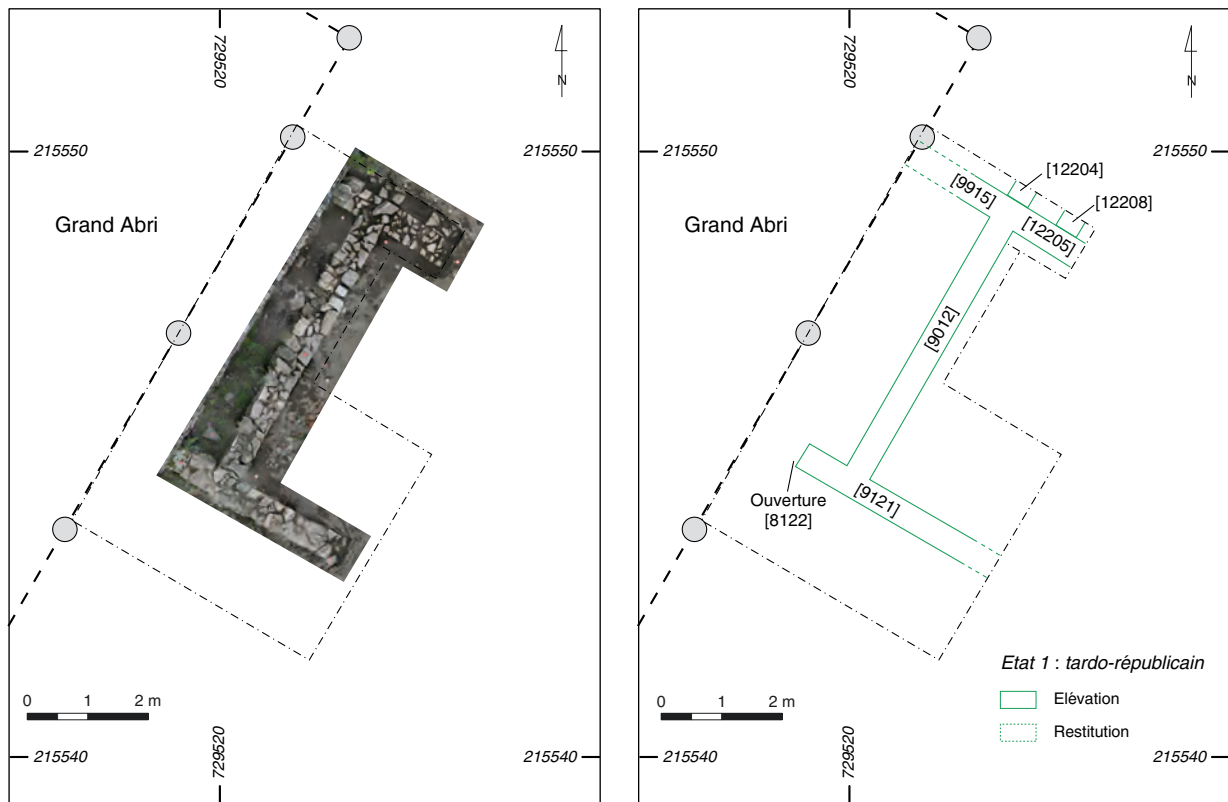 729520
N
215550
215550
Grand Abri
0 1 2 m
215540
215540
729520
729520
N
215550
215550
[12204]
[9915]
[12208]
[12205]
Grand Abri
[9012]
Ouverture
[8122]
[9121]
Etat 1 : tardo-républicain
0 1 2 m
Elévation
Restitution
215540
215540
729520